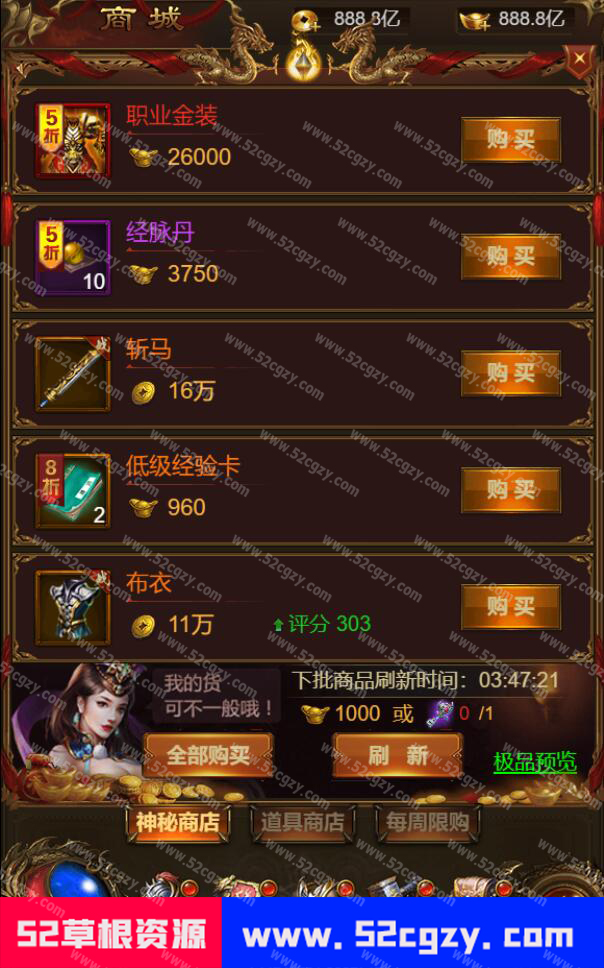 商城
888.8亿
888.8亿
5折
职业金装
26000
购买
5折
经脉丹
10
3750
购买
战
斩马
16万
购买
8折
低级经验卡
2
960
购买
战
布衣
11万
评分 303
购买
我的货
可不一般哦！
下批商品刷新时间：03:47:21
1000 或 0 /1
全部购买
刷 新
极品预览
神秘商店
道具商店
每周限购
www.52cgzy.com
52草根资源
www.52cgzy.com